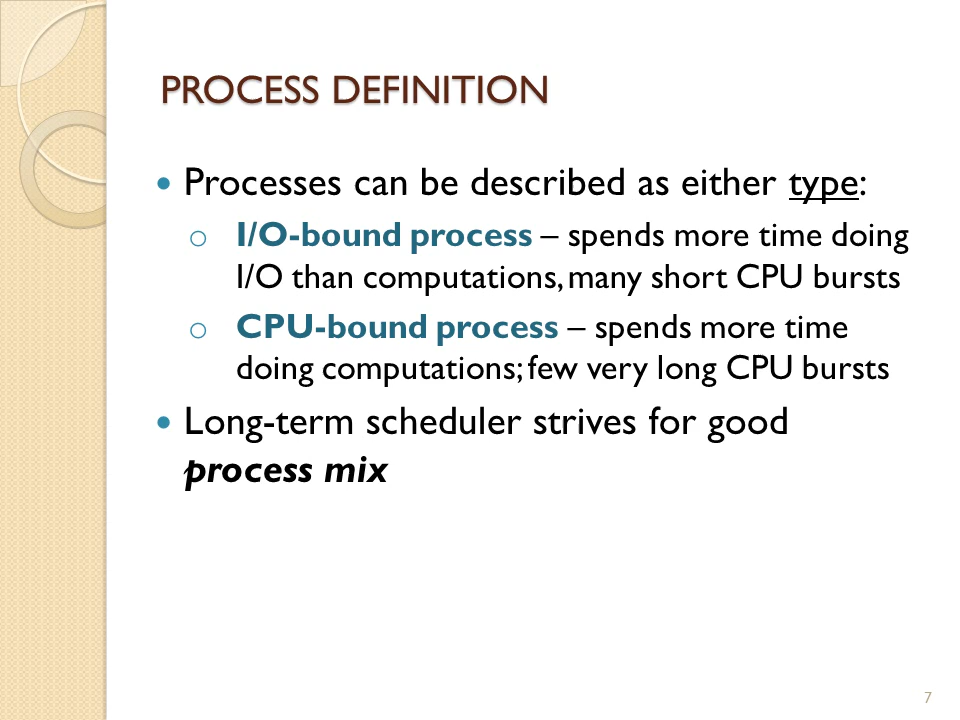 PROCESS DEFINITION
• Processes can be described as either type:
o I/O-bound process – spends more time doing
I/O than computations, many short CPU bursts
o CPU-bound process – spends more time
doing computations; few very long CPU bursts
• Long-term scheduler strives for good
process mix
7